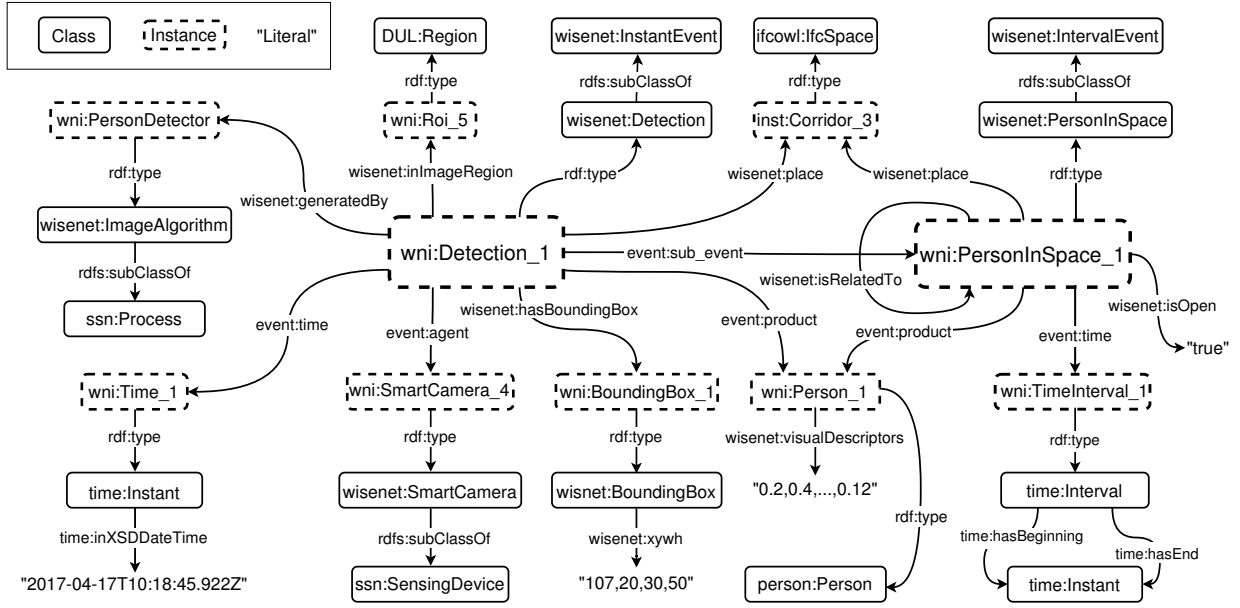 Class
Instance
"Literal"
DUL:Region
wisenet:InstantEvent
ifcowl:IfcSpace
wisenet:IntervalEvent
rdf:type
rdfs:subClassOf
rdf:type
rdfs:subClassOf
wni:PersonDetector
wni:Roi_5
wisenet:Detection
inst:Corridor_3
wisenet:PersonInSpace
rdf:type
wisenet:inImageRegion
rdf:type
wisenet:place
wisenet:place
rdf:type
wisenet:generatedBy
wisenet:ImageAlgorithm
wni:Detection_1
event:sub_event
wni:PersonInSpace_1
rdfs:subClassOf
wisenet:isRelatedTo
wisenet:isOpen
ssn:Process
event:time
event:agent
wisenet:hasBoundingBox
event:product
event:product
event:time
"true"
wni:Time_1
wni:SmartCamera_4
wni:BoundingBox_1
wni:Person_1
wni:TimeInterval_1
rdf:type
rdf:type
rdf:type
wisenet:visualDescriptors
rdf:type
time:Instant
wisenet:SmartCamera
wisnet:BoundingBox
"0.2,0.4,...,0.12"
time:Interval
rdf:type
time:inXSDDateTime
rdfs:subClassOf
wisenet:xywh
time:hasBeginning
time:hasEnd
"2017-04-17T10:18:45.922Z"
ssn:SensingDevice
"107,20,30,50"
person:Person
time:Instant